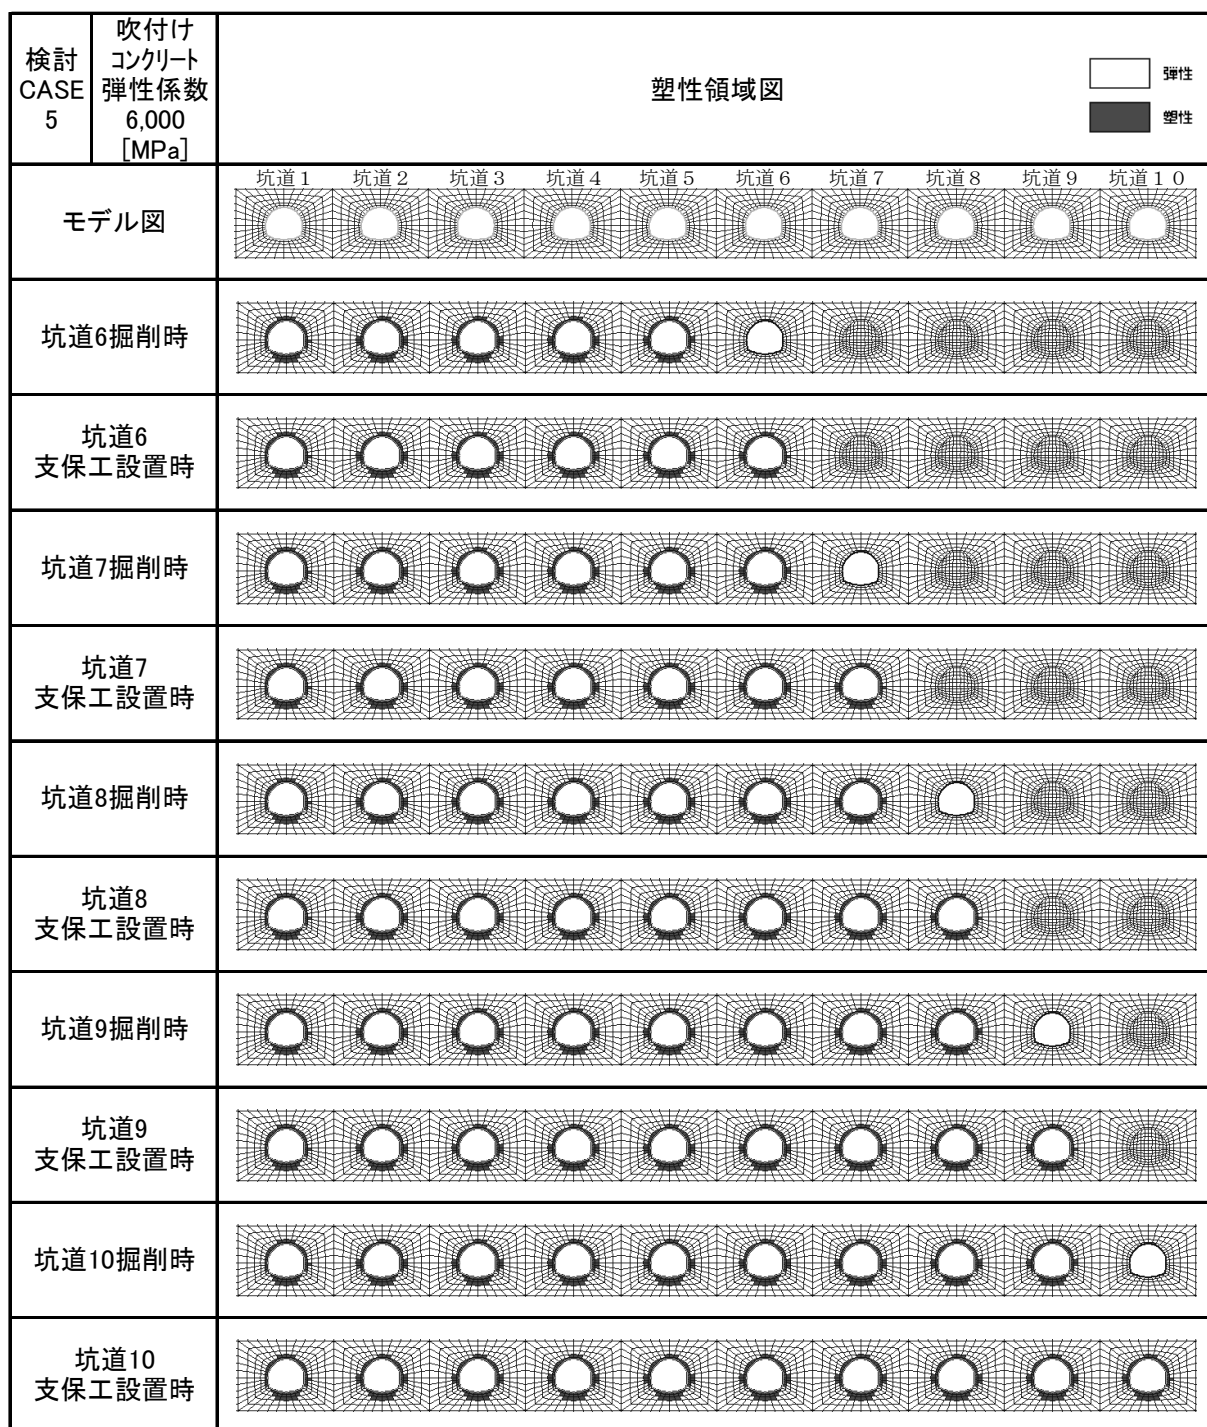 検討
CASE
5
吹付け
コンクリート
弾性係数
6,000
[MPa]
塑性領域図
弾性
塑性
モデル図
坑道1 坑道2 坑道3 坑道4 坑道5 坑道6 坑道7 坑道8 坑道9 坑道10
坑道6掘削時
坑道6
支保工設置時
坑道7掘削時
坑道7
支保工設置時
坑道8掘削時
坑道8
支保工設置時
坑道9掘削時
坑道9
支保工設置時
坑道10掘削時
坑道10
支保工設置時